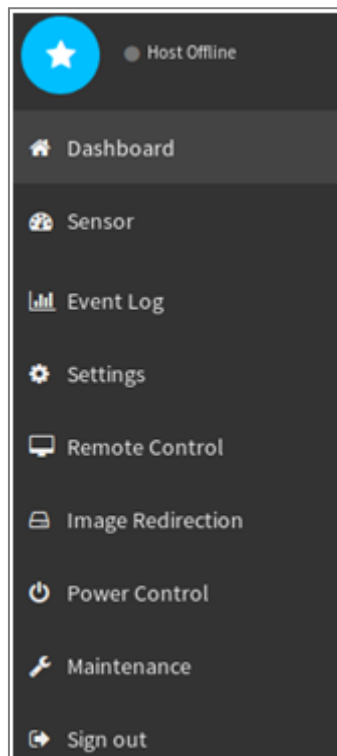 Host Offline
Dashboard
Sensor
Event Log
Settings
Remote Control
Image Redirection
Power Control
Maintenance
Sign out